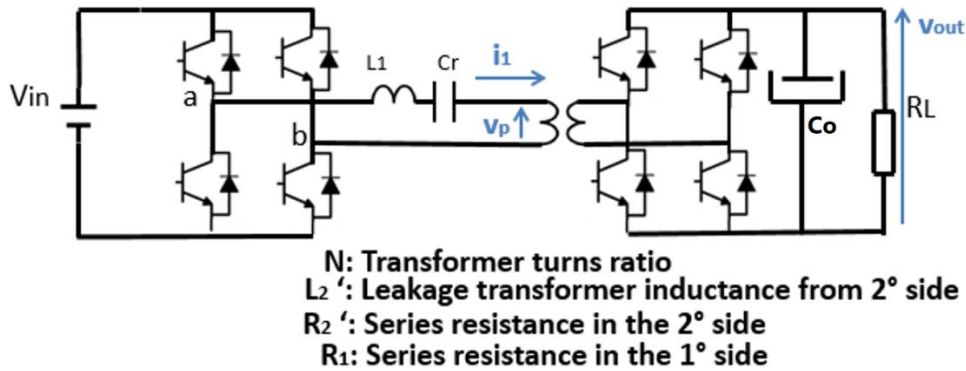 Vin
a
b
L1
Cr
i1
vp
Co
RL
vout
N: Transformer turns ratio
L2 ‘: Leakage transformer inductance from 2° side
R2 ‘: Series resistance in the 2° side
R1: Series resistance in the 1° side